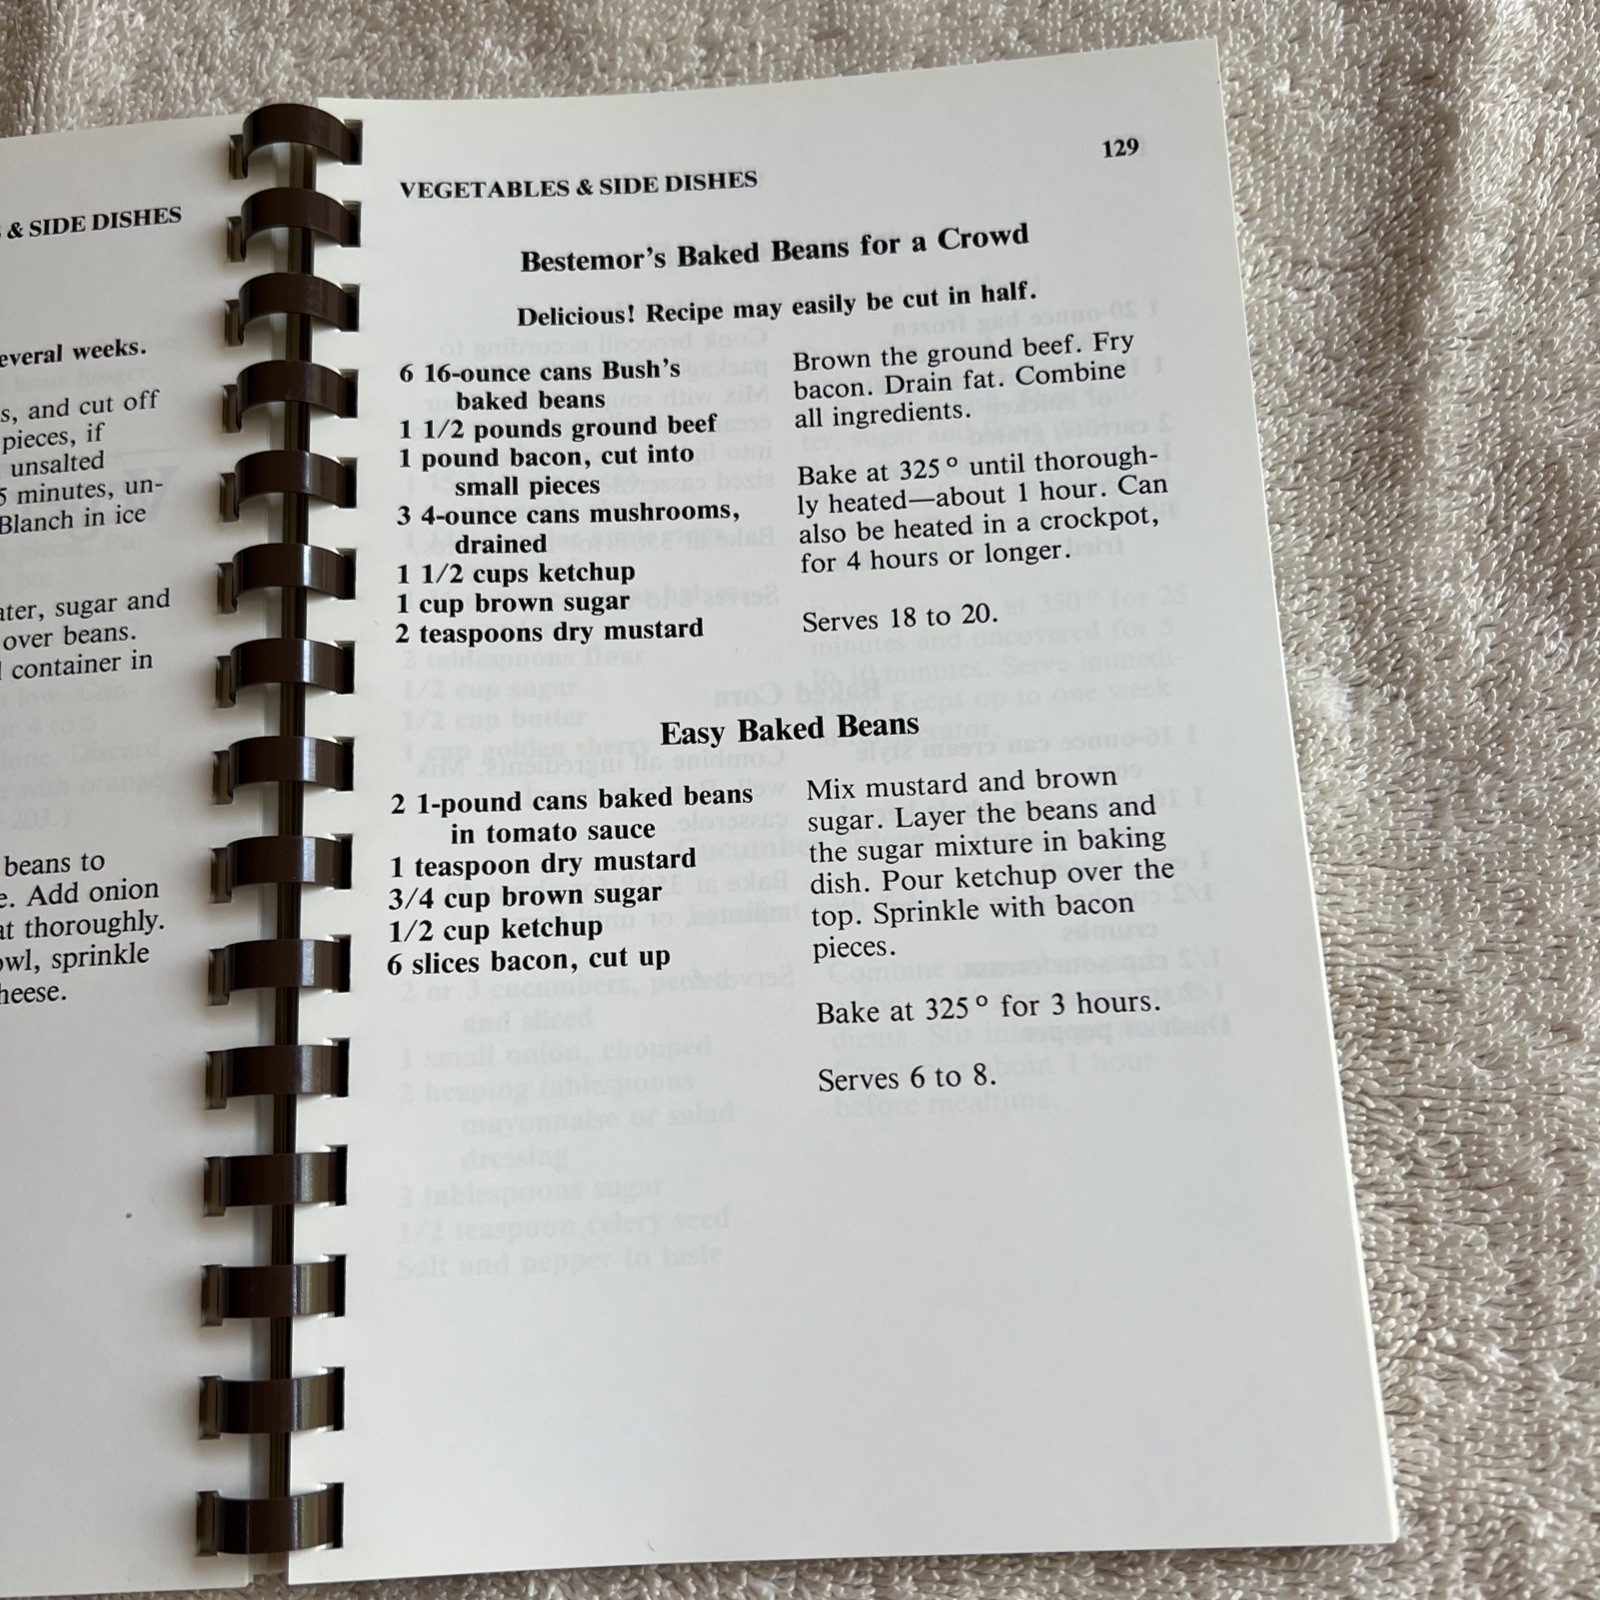 & SIDE DISHES
everal weeks.
s, and cut off
pieces, if
unsalted
5 minutes, un-
Blanch in ice
ater, sugar and
over beans.
container in
beans to
e. Add onion
at thoroughly.
owl, sprinkle
heese.
129
VEGETABLES & SIDE DISHES
Bestemor's Baked Beans for a Crowd
Delicious! Recipe may easily be cut in half.
6 16-ounce cans Bush's
baked beans
1 1/2 pounds ground beef
1 pound bacon, cut into
small pieces
3 4-ounce cans mushrooms,
drained
1 1/2 cups ketchup
1 cup brown sugar
2 teaspoons dry mustard
Brown the ground beef. Fry
bacon. Drain fat. Combine
all ingredients.
Bake at 325° until thorough-
ly heated—about 1 hour. Can
also be heated in a crockpot,
for 4 hours or longer.
Serves 18 to 20.
Easy Baked Beans
2 1-pound cans baked beans
in tomato sauce
1 teaspoon dry mustard
3/4 cup brown sugar
1/2 cup ketchup
6 slices bacon, cut up
Mix mustard and brown
sugar. Layer the beans and
the sugar mixture in baking
dish. Pour ketchup over the
top. Sprinkle with bacon
pieces.
Bake at 325° for 3 hours.
Serves 6 to 8.